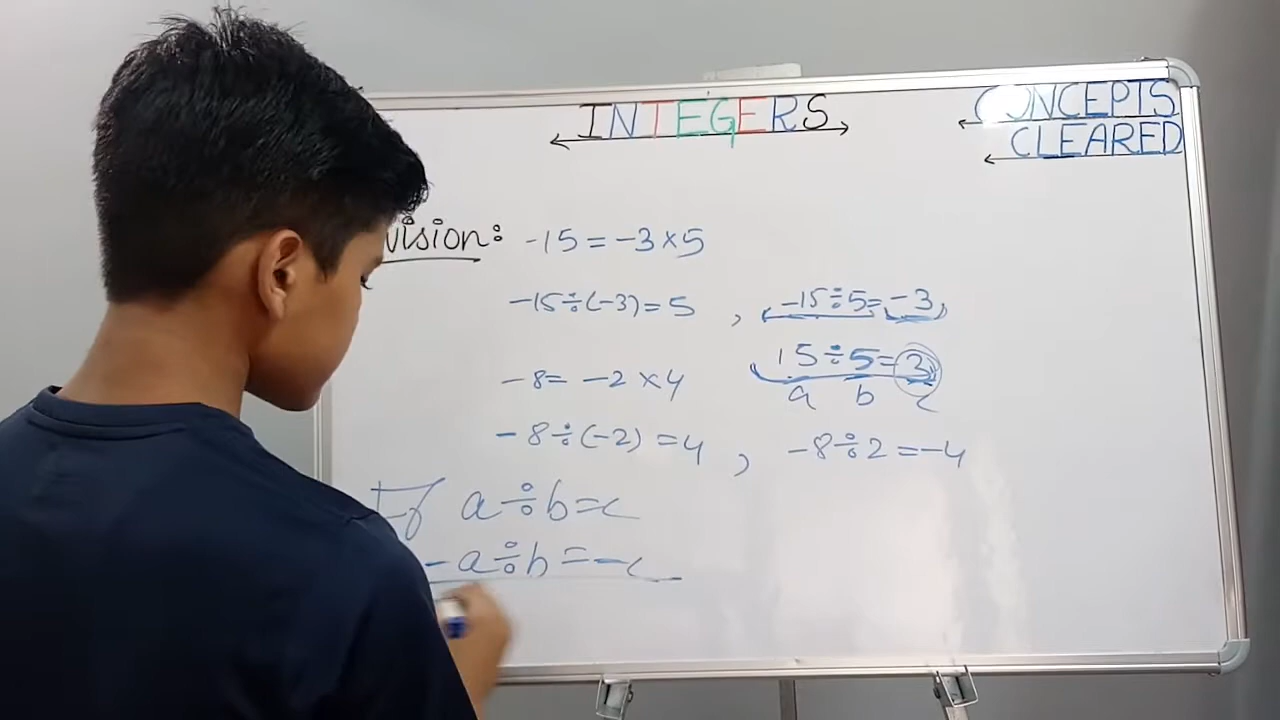 INTEGERS
CONCEPTS
CLEARED
vision: -15 = -3 × 5
-15 ÷ (-3) = 5 , -15 ÷ 5 = -3
15 ÷ 5 = 3
a b c
-8 = -2 × 4
-8 ÷ (-2) = 4 , -8 ÷ 2 = -4
If a ÷ b = c
-a ÷ b = -c